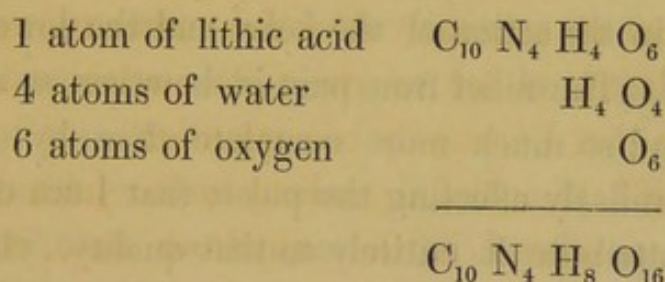 1 atom of lithic acid C₁₀ N₄ H₄ O₆
4 atoms of water H₄ O₄
6 atoms of oxygen O₆
C₁₀ N₄ H₈ O₁₆